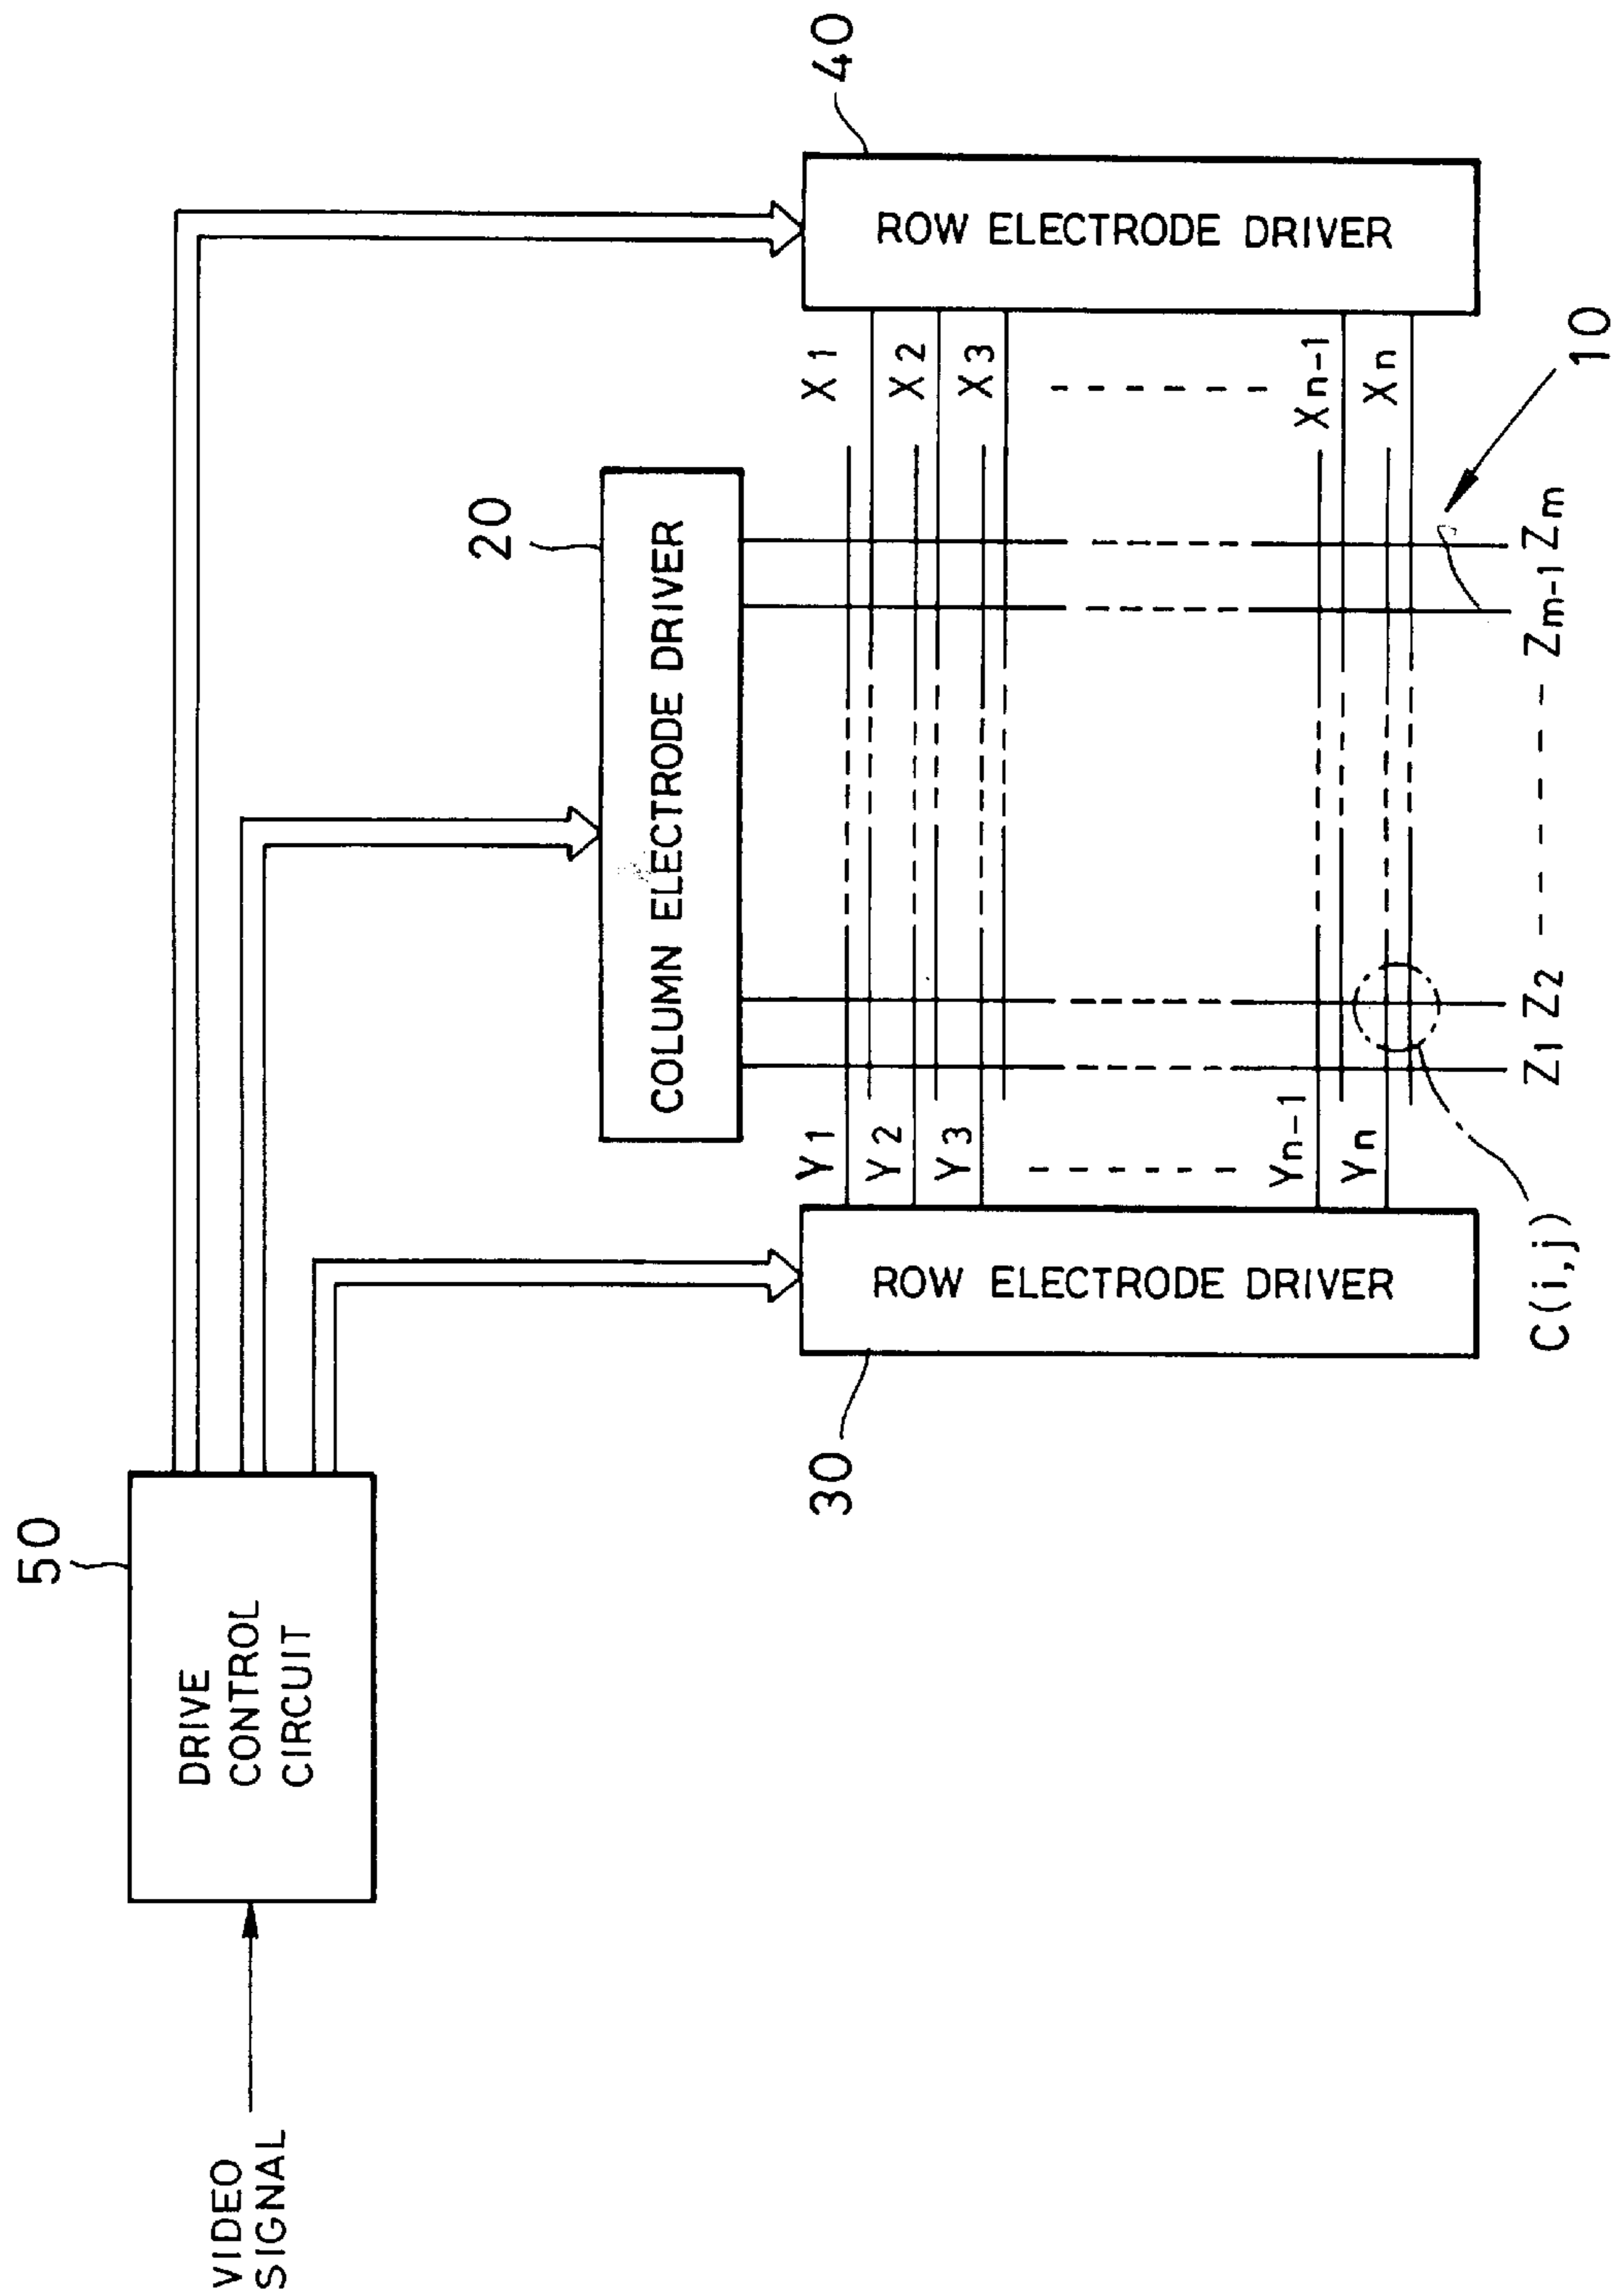 VIDEO
SIGNAL
50
DRIVE
CONTROL
CIRCUIT
20
COLUMN ELECTRODE DRIVER
30
ROW ELECTRODE DRIVER
40
ROW ELECTRODE DRIVER
Y1
Y2
Y3
Yn-1
Yn
X1
X2
X3
Xn-1
Xn
10
C(i,j)
Z1 Z2 - - - - - - Zm-1 Zm